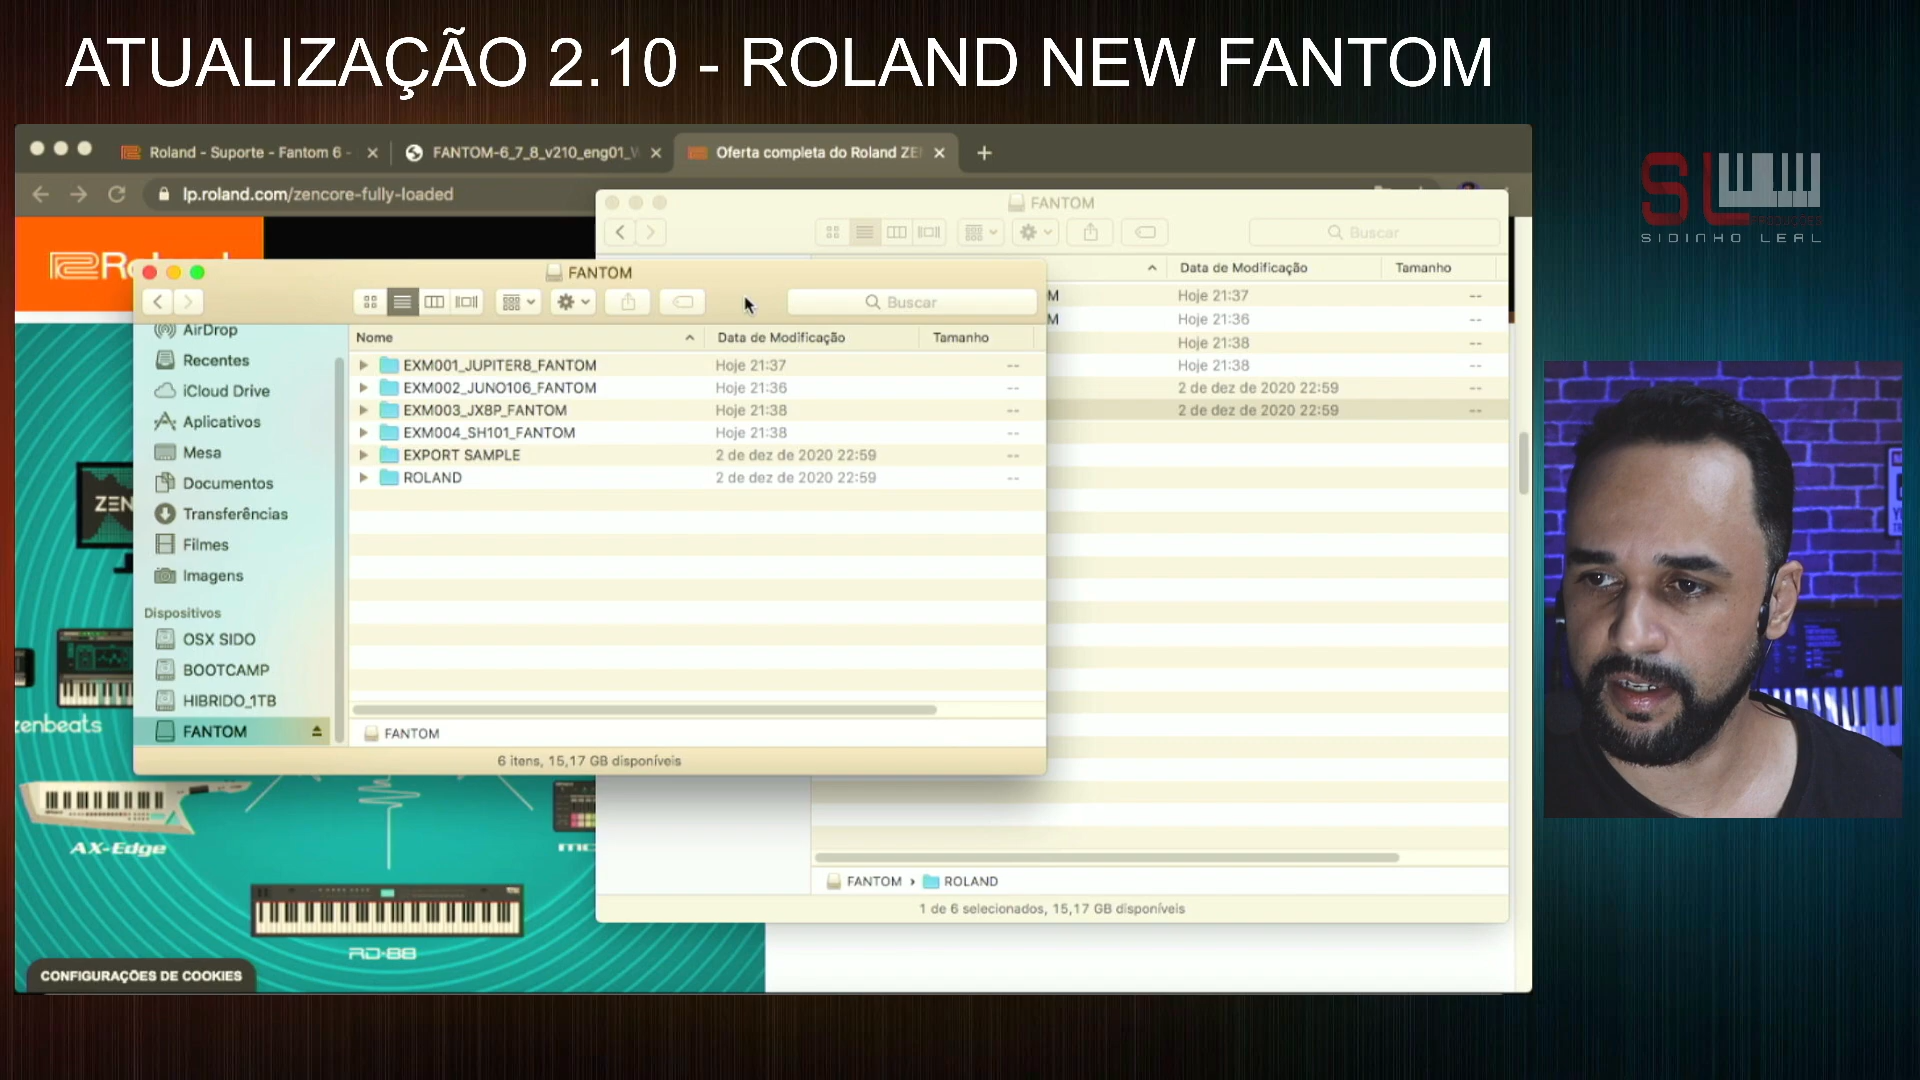 ATUALIZAÇÃO 2.10 - ROLAND NEW FANTOM
Roland - Suporte - Fantom 6 -
FANTOM-6_7_8_v210_eng01_W
Oferta completa do Roland ZE
lp.roland.com/zencore-fully-loaded
SL
SIDINHO LEAL
FANTOM
Buscar
Data de Modificação Tamanho
M Hoje 21:37 --
M Hoje 21:36 --
Hoje 21:38
Hoje 21:38 --
2 de dez de 2020 22:59 --
2 de dez de 2020 22:59 --
FANTOM › ROLAND
1 de 6 selecionados, 15,17 GB disponíveis
FANTOM
Buscar
AirDrop
Recentes
iCloud Drive
Aplicativos
Mesa
Documentos
Transferências
Filmes
Imagens
Dispositivos
OSX SIDO
BOOTCAMP
HIBRIDO_1TB
FANTOM
Nome Data de Modificação Tamanho
EXM001_JUPITER8_FANTOM Hoje 21:37 --
EXM002_JUNO106_FANTOM Hoje 21:36 --
EXM003_JX8P_FANTOM Hoje 21:38 --
EXM004_SH101_FANTOM Hoje 21:38 --
EXPORT SAMPLE 2 de dez de 2020 22:59 --
ROLAND 2 de dez de 2020 22:59 --
FANTOM
6 itens, 15,17 GB disponíveis
Ro
ZEN
zenbeats
AX-Edge
mc
RD-88
CONFIGURAÇÕES DE COOKIES